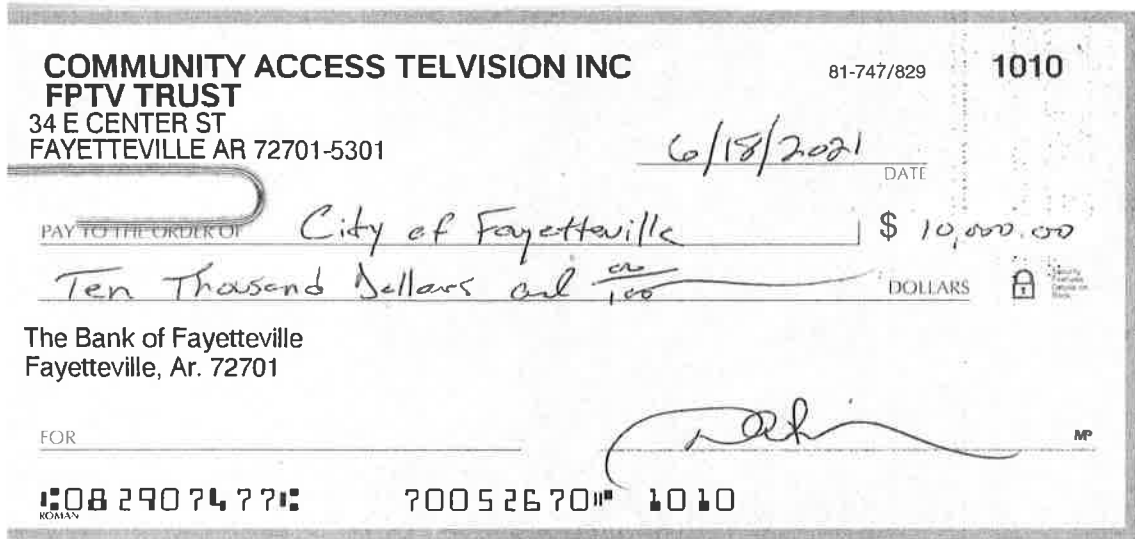 COMMUNITY ACCESS TELVISION INC
FPTV TRUST
34 E CENTER ST
FAYETTEVILLE AR 72701-5301
81-747/829
1010
6/18/2021
DATE
PAY TO THE ORDER OF City of Fayetteville $ 10,000.00
Ten Thousand Dollars and 00/100 DOLLARS
The Bank of Fayetteville
Fayetteville, Ar. 72701
FOR
MP
⑆082907477⑆ 70052670⑈ 1010
ROMAN